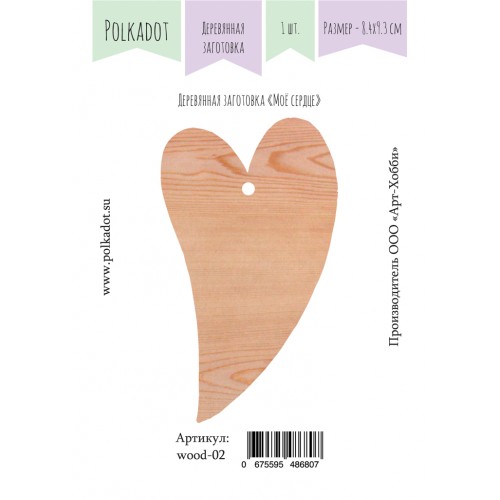 POLKADOT
ДЕРЕВЯННАЯ
ЗАГОТОВКА
1 ШТ.
РАЗМЕР - 8.4х9.3 СМ
ДЕРЕВЯННАЯ ЗАГОТОВКА «МОЁ СЕРДЦЕ»
www.polkadot.su
Производитель ООО «Арт-Хобби»
Артикул:
wood-02
0 675595 486807